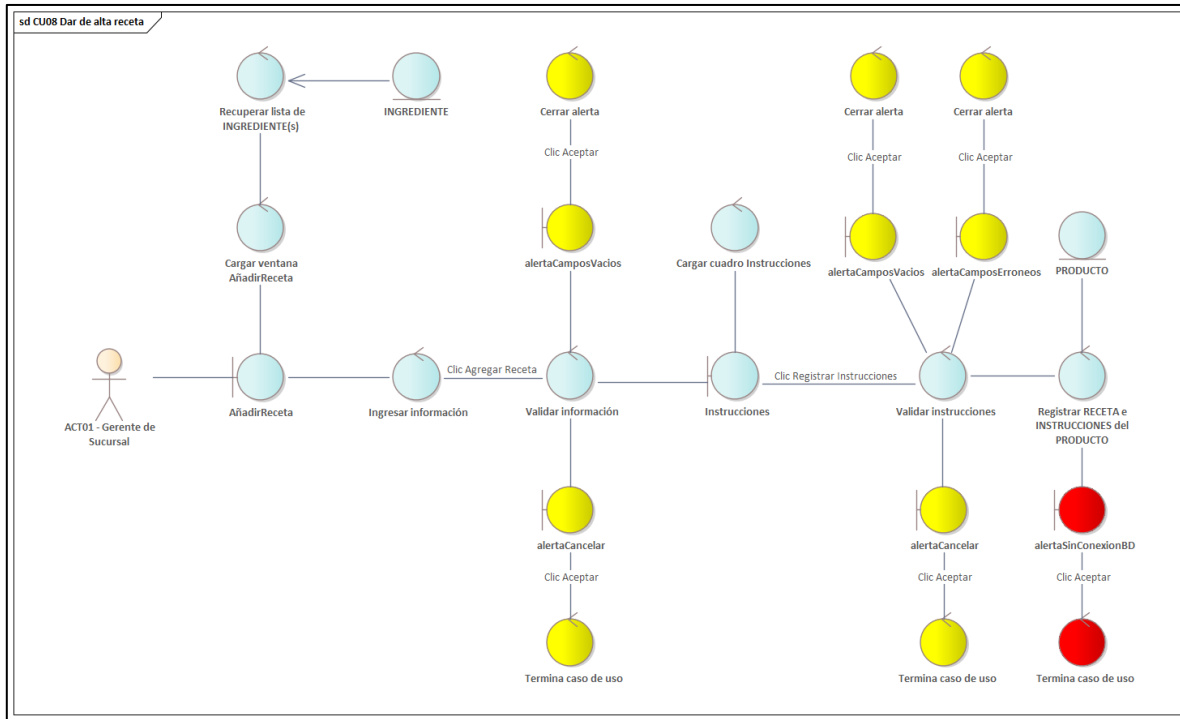 sd CU08 Dar de alta receta
Recuperar lista de
INGREDIENTE(s)
INGREDIENTE
Cerrar alerta
Cerrar alerta
Cerrar alerta
Clic Aceptar
Clic Aceptar
Clic Aceptar
Cargar ventana
AñadirReceta
alertaCamposVacios
Cargar cuadro Instrucciones
alertaCamposVacios
alertaCamposErroneos
PRODUCTO
Clic Agregar Receta
Clic Registrar Instrucciones
ACT01 - Gerente de
Sucursal
AñadirReceta
Ingresar información
Validar información
Instrucciones
Validar instrucciones
Registrar RECETA e
INSTRUCCIONES del
PRODUCTO
alertaCancelar
alertaCancelar
alertaSinConexionBD
Clic Aceptar
Clic Aceptar
Clic Aceptar
Termina caso de uso
Termina caso de uso
Termina caso de uso